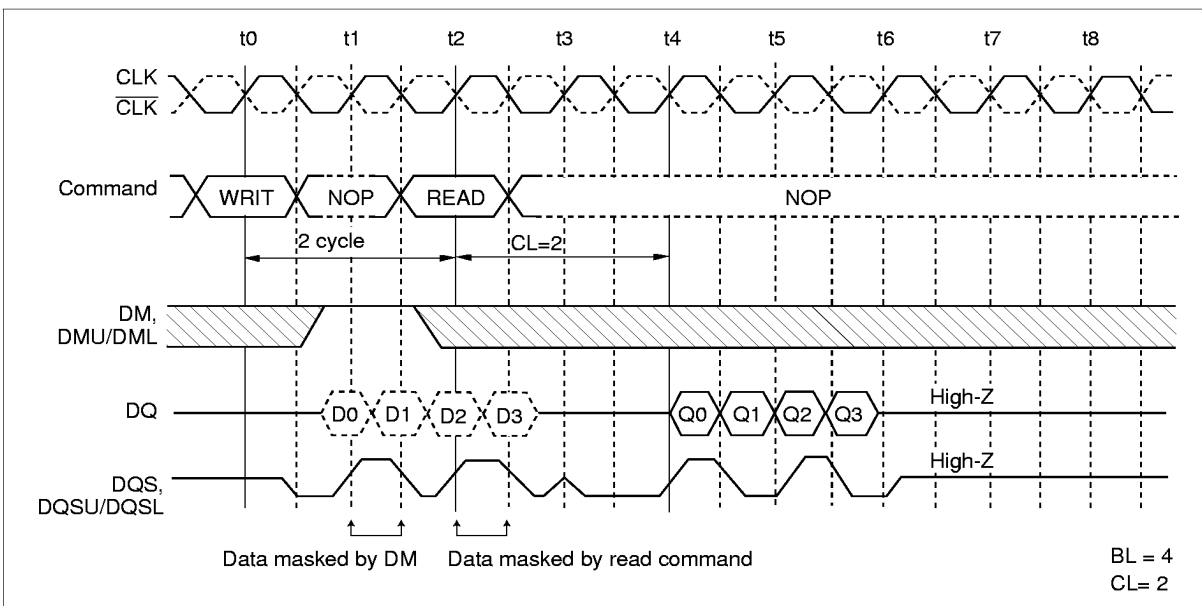 t0 t1 t2 t3 t4 t5 t6 t7 t8
CLK
CLK
Command WRIT NOP READ NOP
2 cycle CL=2
DM,
DMU/DML
DQ D0 D1 D2 D3 Q0 Q1 Q2 Q3 High-Z
DQS,
DQSU/DQSL High-Z
Data masked by DM Data masked by read command
BL = 4
CL= 2